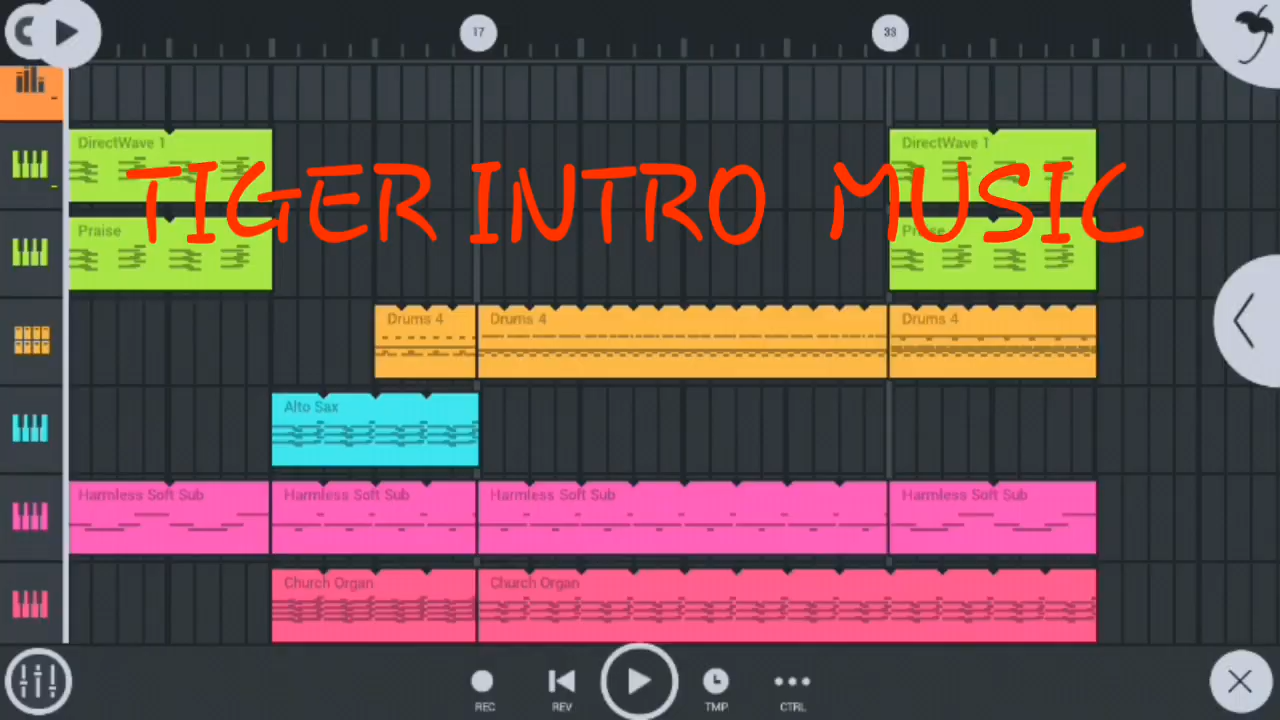 17 33
DirectWave 1 DirectWave 1
TIGER INTRO MUSIC
Praise Praise
Drums 4 Drums 4 Drums 4
Alto Sax
Harmless Soft Sub Harmless Soft Sub Harmless Soft Sub Harmless Soft Sub
Church Organ Church Organ
REC REV TMP CTRL